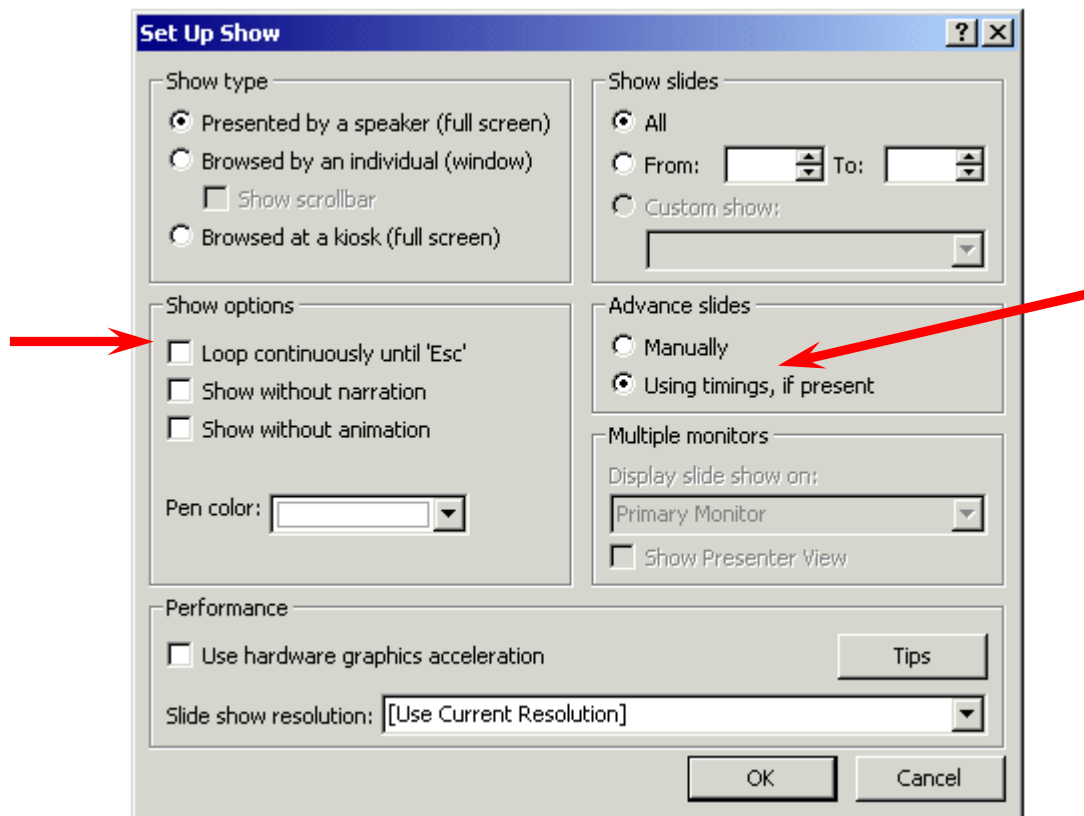 Set Up Show
Show type
Presented by a speaker (full screen)
Browsed by an individual (window)
Show scrollbar
Browsed at a kiosk (full screen)
Show slides
All
From: To:
Custom show:
Show options
Loop continuously until 'Esc'
Show without narration
Show without animation
Pen color:
Advance slides
Manually
Using timings, if present
Multiple monitors
Display slide show on:
Primary Monitor
Show Presenter View
Performance
Use hardware graphics acceleration
Tips
Slide show resolution: [Use Current Resolution]
OK
Cancel